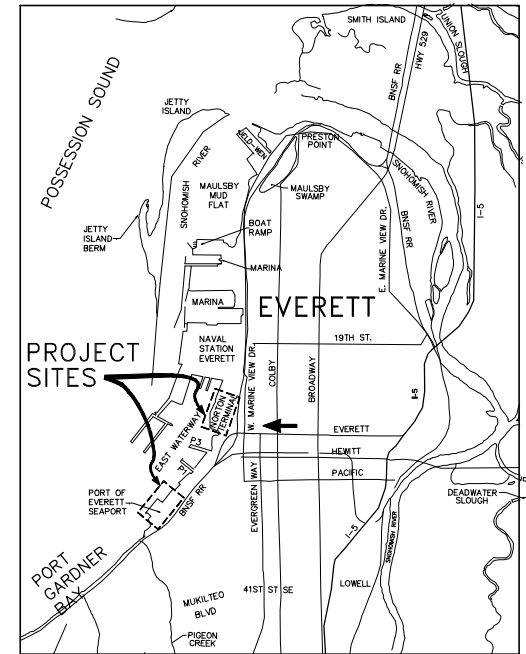 SMITH ISLAND
UNION SLOUGH
HWY 529
BNSF RR
POSSESSION SOUND
JETTY
ISLAND
RIVER
SNOHOMISH
WELD-WEN
PRESTON
POINT
MAULSBY
MUD
FLAT
MAULSBY
SWAMP
SNOHOMISH RIVER
BNSF RR
I-5
JETTY
ISLAND
BERM
BOAT
RAMP
E. MARINE VIEW DR.
MARINA
MARINA
EVERETT
NAVAL
STATION
EVERETT
19TH ST.
PROJECT
SITES
W. MARINE VIEW DR.
COLBY
BROADWAY
I-5
NORTON
TERMINAL
EAST WATERWAY
P3
EVERETT
HEWITT
PACIFIC
P1
EVERGREEN WAY
PORT OF
EVERETT
SEAPORT
BNSF RR
DEADWATER
SLOUGH
I-5
SNOHOMISH RIVER
PORT
GARDNER
BAY
MUKILTEO
BLVD
41ST ST SE
LOWELL
PIGEON
CREEK